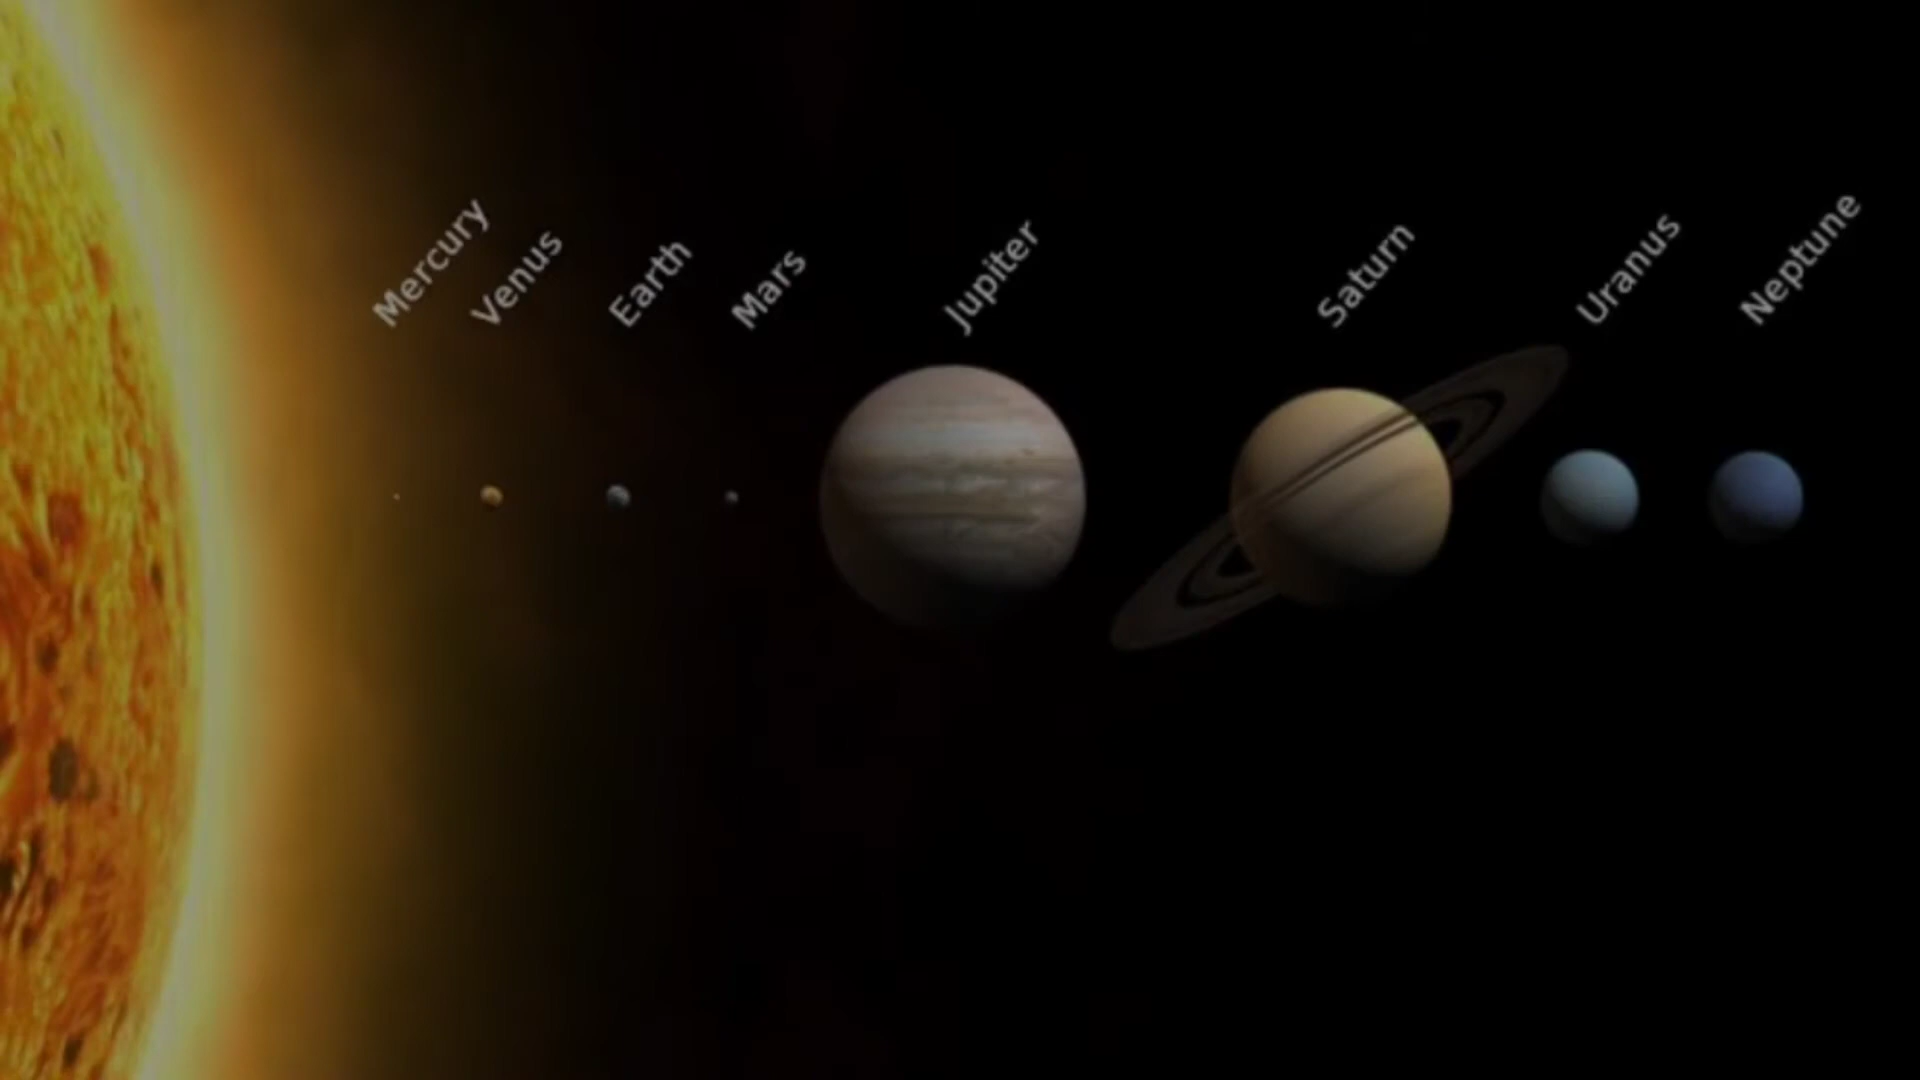 Mercury
Venus
Earth
Mars
Jupiter
Saturn
Uranus
Neptune